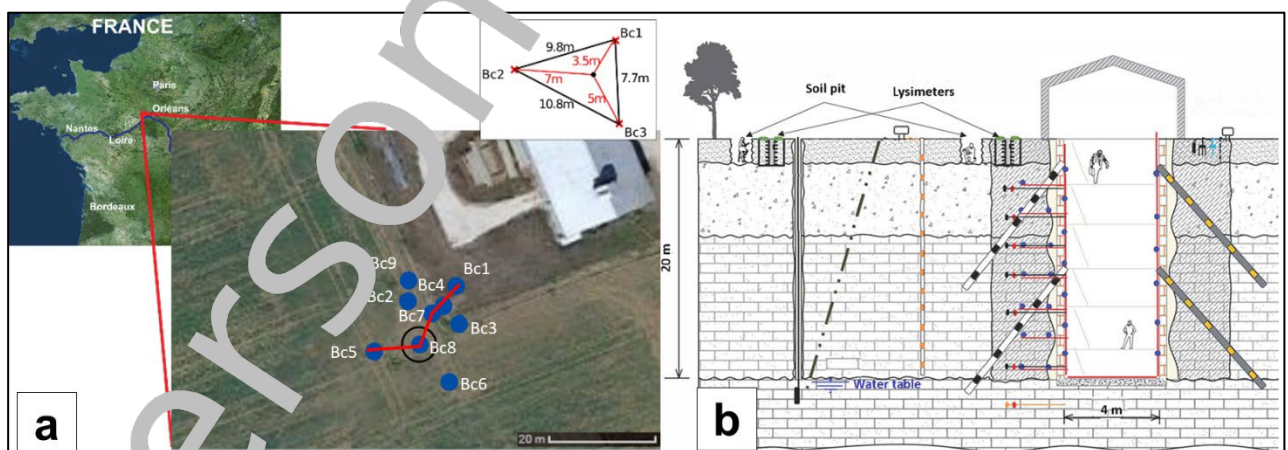 FRANCE
Paris
Orléans
Nantes
Loire
Bordeaux
Bc1
9.8m
3.5m
Bc2
7m
7.7m
10.8m
5m
Bc3
Bc9
Bc4
Bc1
Bc2
Bc7
Bc3
Bc5
Bc8
Bc6
20 m
a
Soil pit
Lysimeters
20 m
Water table
4 m
b